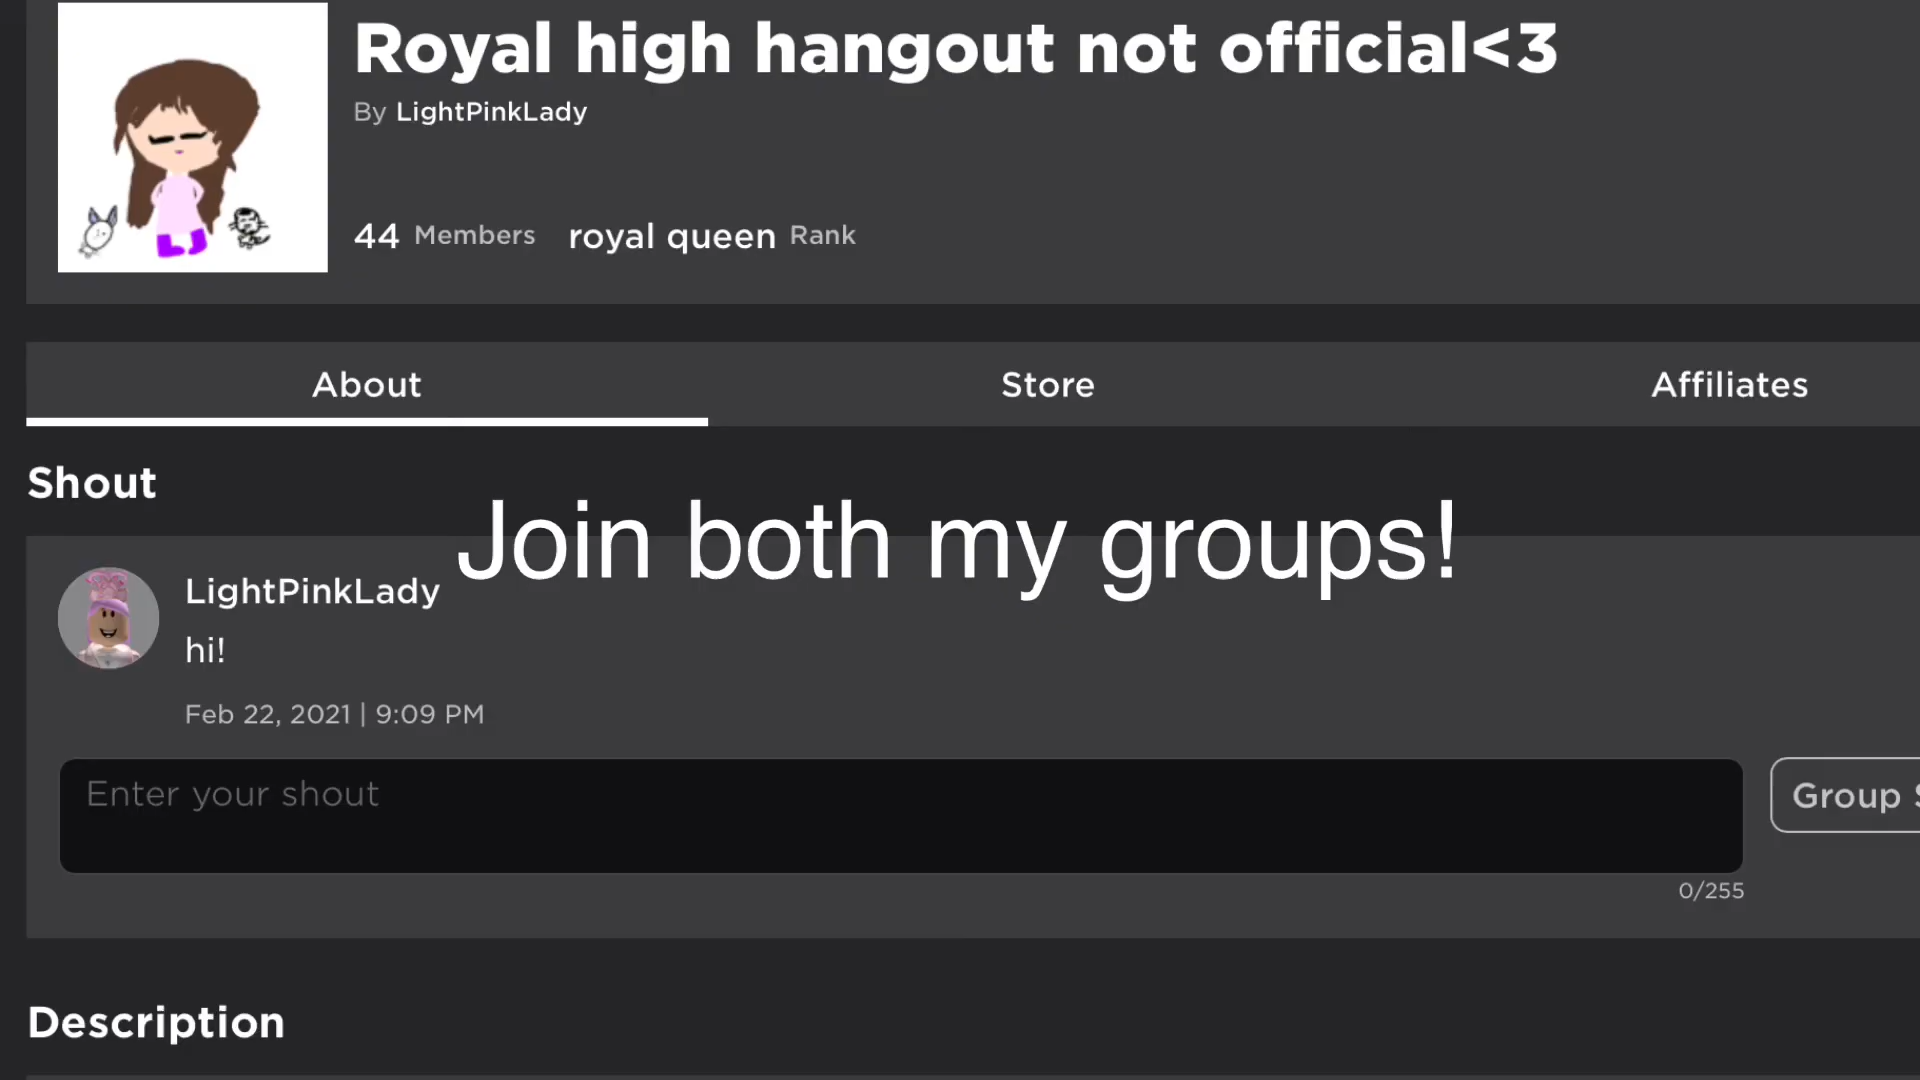 Royal high hangout not official<3
By LightPinkLady
44 Members royal queen Rank
About Store Affiliates
Shout
Join both my groups!
LightPinkLady
hi!
Feb 22, 2021 | 9:09 PM
Enter your shout
Group
0/255
Description